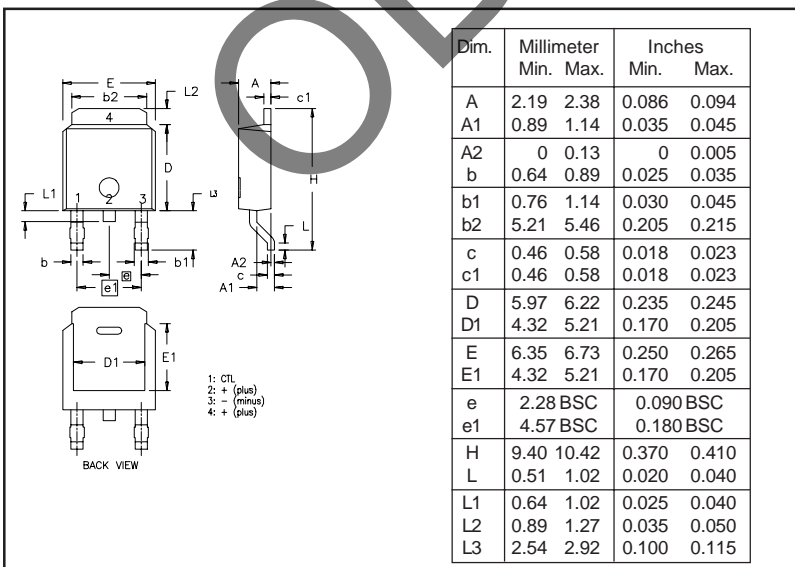 E
b2
L2
4
D
L1
1 2 3
L3
b
b1
e
e1
A
c1
H
L
A2
c
A1
D1
E1
BACK VIEW
1: CTL
2: + (plus)
3: – (minus)
4: + (plus)
Dim. Millimeter Inches
Min. Max. Min. Max.
A 2.19 2.38 0.086 0.094
A1 0.89 1.14 0.035 0.045
A2 0 0.13 0 0.005
b 0.64 0.89 0.025 0.035
b1 0.76 1.14 0.030 0.045
b2 5.21 5.46 0.205 0.215
c 0.46 0.58 0.018 0.023
c1 0.46 0.58 0.018 0.023
D 5.97 6.22 0.235 0.245
D1 4.32 5.21 0.170 0.205
E 6.35 6.73 0.250 0.265
E1 4.32 5.21 0.170 0.205
e 2.28 BSC 0.090 BSC
e1 4.57 BSC 0.180 BSC
H 9.40 10.42 0.370 0.410
L 0.51 1.02 0.020 0.040
L1 0.64 1.02 0.025 0.040
L2 0.89 1.27 0.035 0.050
L3 2.54 2.92 0.100 0.115